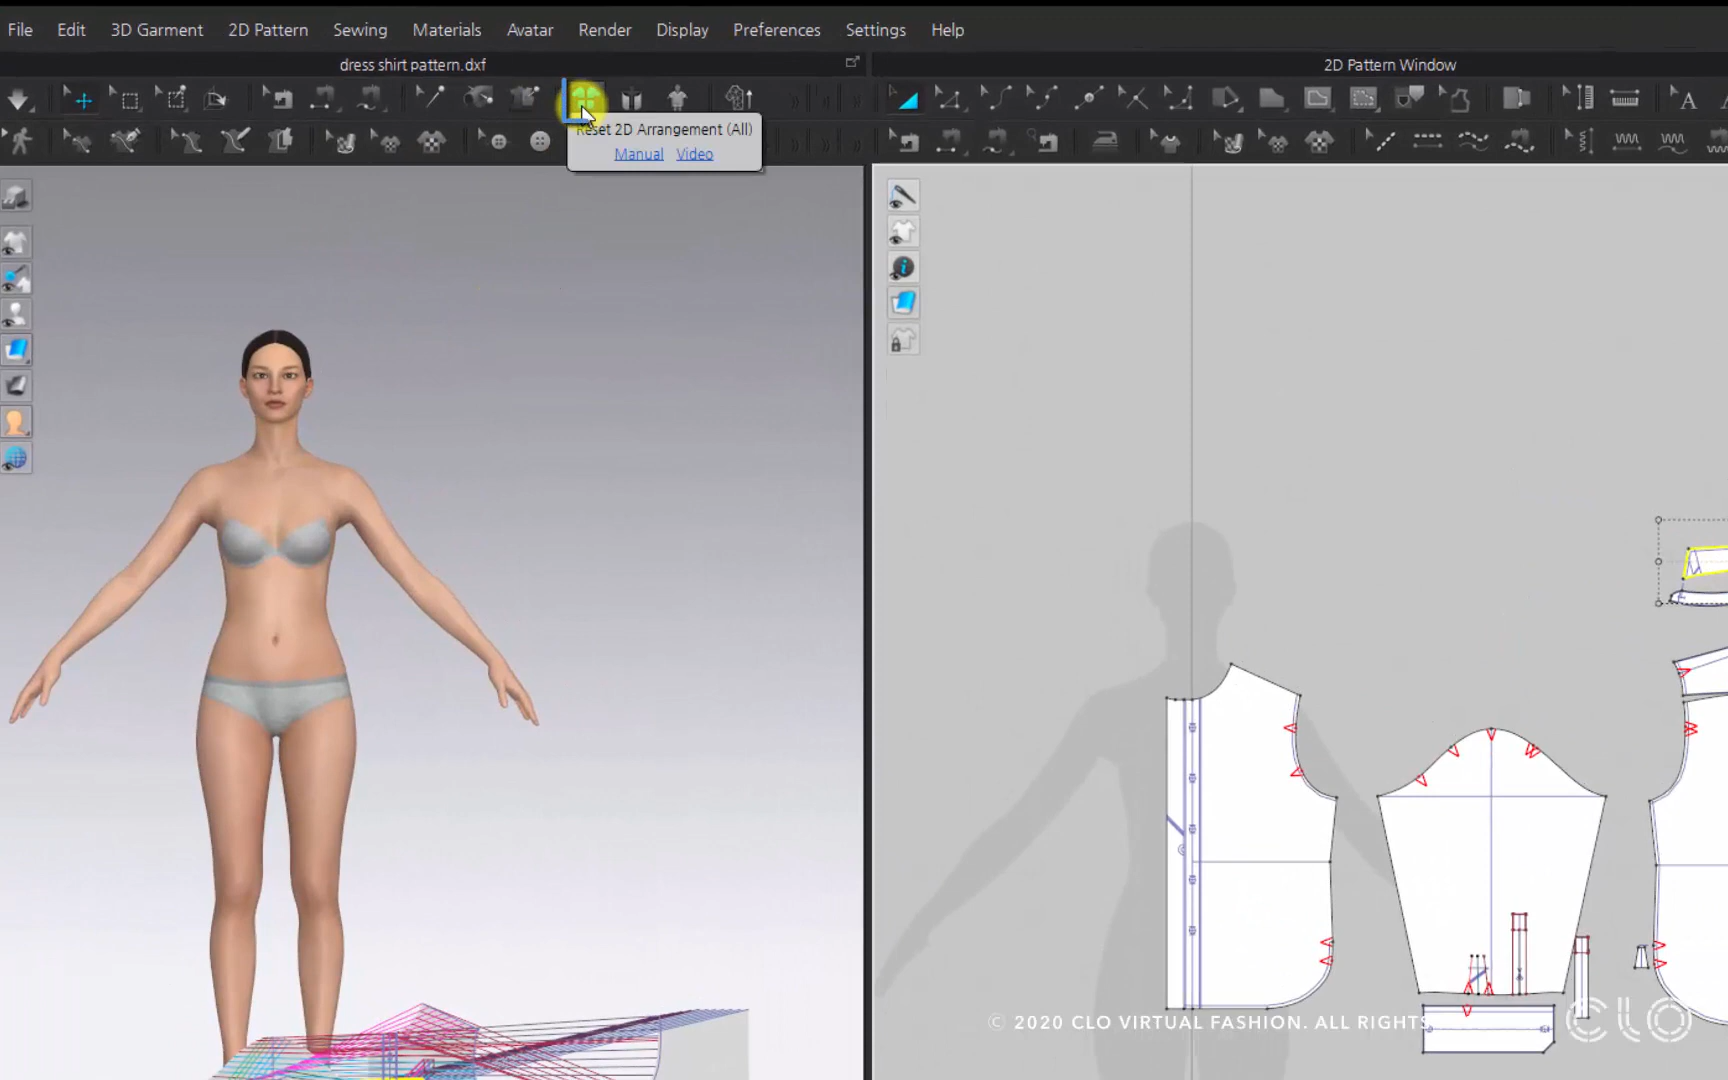 File Edit 3D Garment 2D Pattern Sewing Materials Avatar Render Display Preferences Settings Help
dress shirt pattern.dxf
2D Pattern Window
Reset 2D Arrangement (All)
Manual Video
© 2020 CLO VIRTUAL FASHION. ALL RIGHTS
CLO